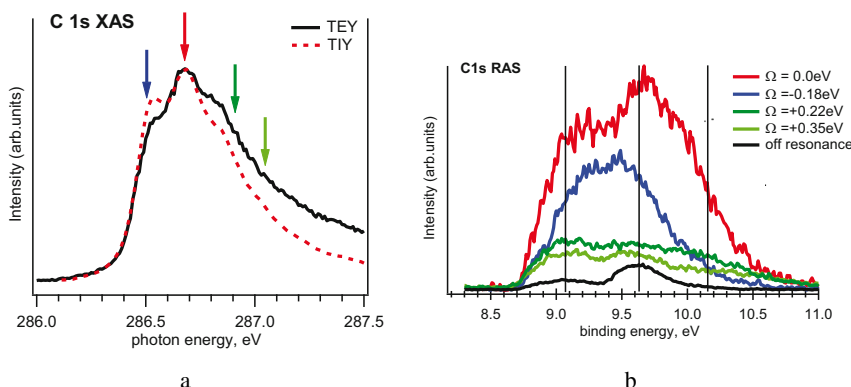 C 1s XAS
TEY
TIY
Intensity (arb.units)
286.0
286.5
287.0
287.5
photon energy, eV
a
C1s RAS
Ω = 0.0eV
Ω =-0.18eV
Ω =+0.22eV
Ω =+0.35eV
off resonance
Intensity (arb.units)
8.5
9.0
9.5
10.0
10.5
11.0
binding energy, eV
b